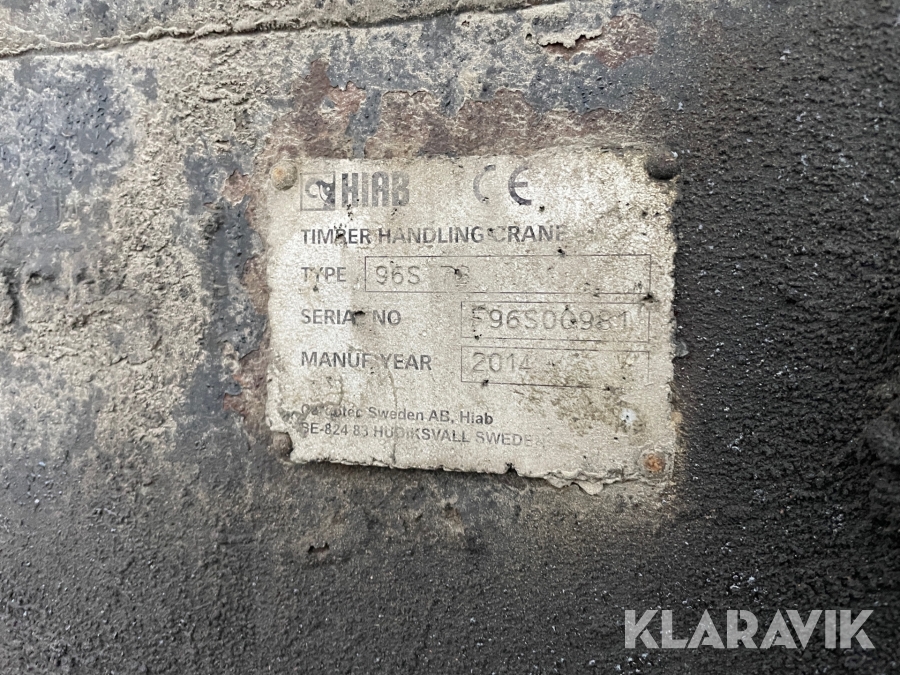 HIAB CE
TIMBER HANDLING CRANE
TYPE 96S
SERIAL NO F96S00981
MANUF YEAR 2014
Sweden AB, Hiab
SE-824 83 HUDIKSVALL SWEDEN
KLARAVIK